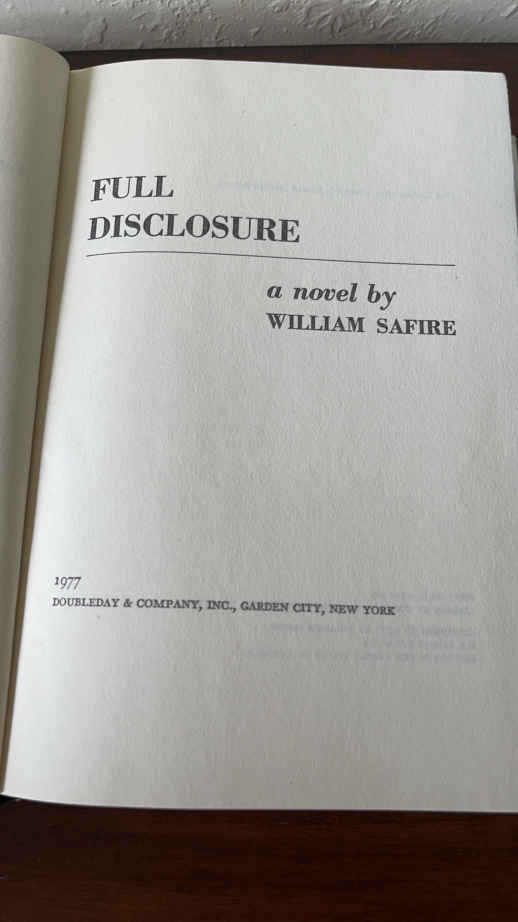 FULL
DISCLOSURE
a novel by
WILLIAM SAFIRE
1977
DOUBLEDAY & COMPANY, INC., GARDEN CITY, NEW YORK